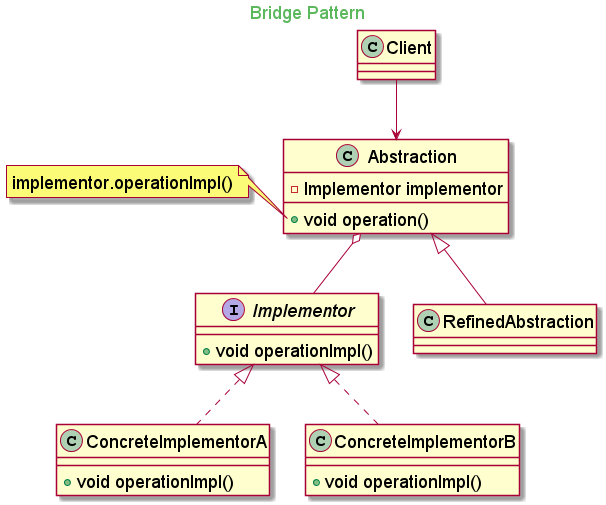 Bridge Pattern
C Client
C Abstraction
Implementor implementor
implementor.operationImpl()
void operation()
I Implementor
void operationImpl()
C RefinedAbstraction
C ConcreteImplementorA
void operationImpl()
C ConcreteImplementorB
void operationImpl()